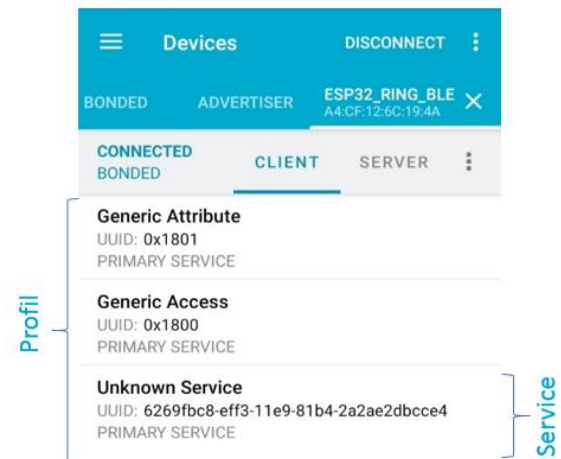 Devices
DISCONNECT
BONDED
ADVERTISER
ESP32_RING_BLE
A4:CF:12:6C:19:4A
CONNECTED
BONDED
CLIENT
SERVER
Profil
Generic Attribute
UUID: 0x1801
PRIMARY SERVICE
Generic Access
UUID: 0x1800
PRIMARY SERVICE
Unknown Service
UUID: 6269fbc8-eff3-11e9-81b4-2a2ae2dbcce4
PRIMARY SERVICE
Service